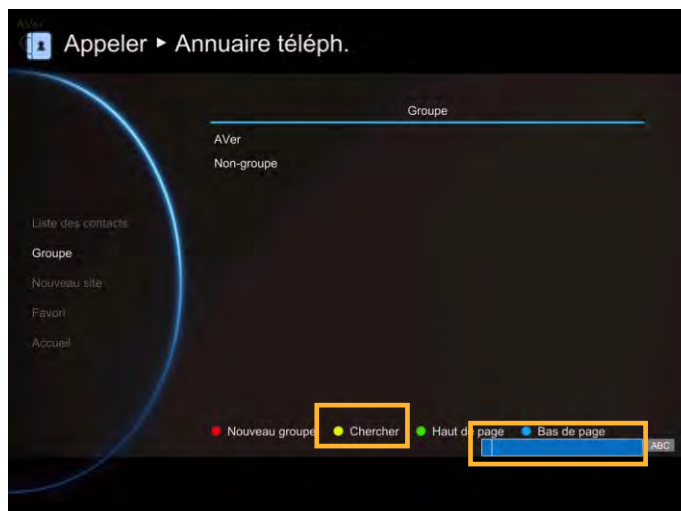 AVer
Appeler ► Annuaire téléph.
Groupe
AVer
Non-groupe
Liste des contacts
Groupe
Nouveau site
Favori
Accueil
Nouveau groupe Chercher Haut de page Bas de page
ABC